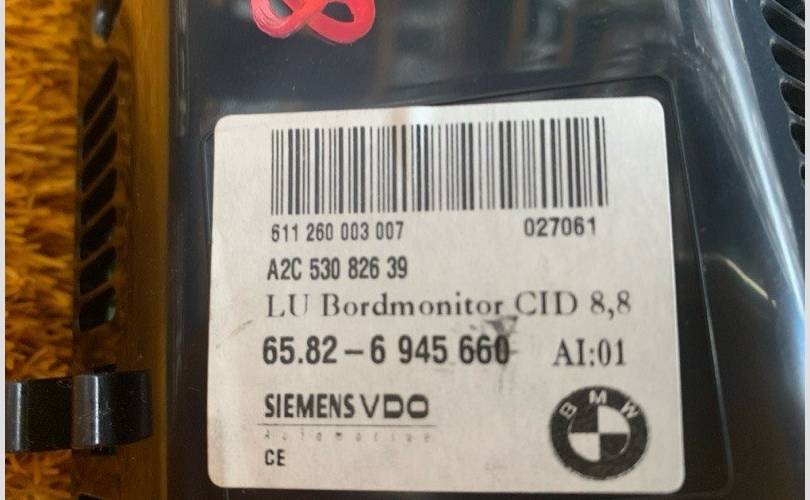 611 260 003 007 027061
A2C 530 826 39
LU Bordmonitor CID 8,8
65.82-6 945 660 AI:01
SIEMENS VDO
Automotive
CE
BMW